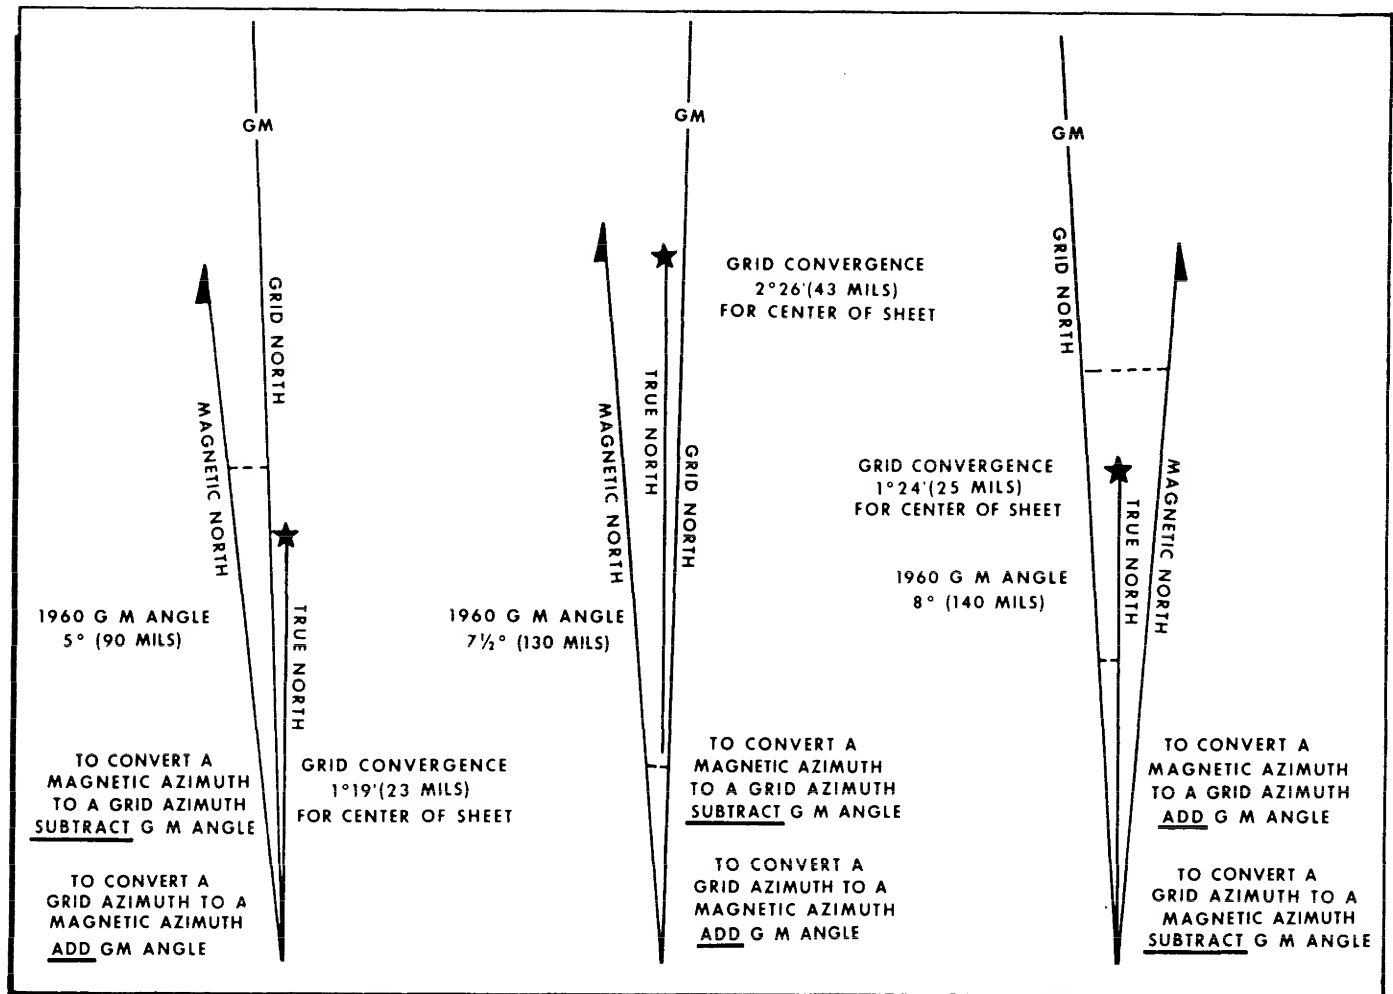 GM
GRID NORTH
MAGNETIC NORTH
TRUE NORTH
1960 G M ANGLE
5° (90 MILS)
GRID CONVERGENCE
1°19'(23 MILS)
FOR CENTER OF SHEET
TO CONVERT A
MAGNETIC AZIMUTH
TO A GRID AZIMUTH
SUBTRACT G M ANGLE
TO CONVERT A
GRID AZIMUTH TO A
MAGNETIC AZIMUTH
ADD GM ANGLE
GM
GRID CONVERGENCE
2°26'(43 MILS)
FOR CENTER OF SHEET
TRUE NORTH
MAGNETIC NORTH
GRID NORTH
1960 G M ANGLE
7½° (130 MILS)
TO CONVERT A
MAGNETIC AZIMUTH
TO A GRID AZIMUTH
SUBTRACT G M ANGLE
TO CONVERT A
GRID AZIMUTH TO A
MAGNETIC AZIMUTH
ADD G M ANGLE
GM
GRID NORTH
GRID CONVERGENCE
1°24'(25 MILS)
FOR CENTER OF SHEET
MAGNETIC NORTH
TRUE NORTH
1960 G M ANGLE
8° (140 MILS)
TO CONVERT A
MAGNETIC AZIMUTH
TO A GRID AZIMUTH
ADD G M ANGLE
TO CONVERT A
GRID AZIMUTH TO A
MAGNETIC AZIMUTH
SUBTRACT G M ANGLE